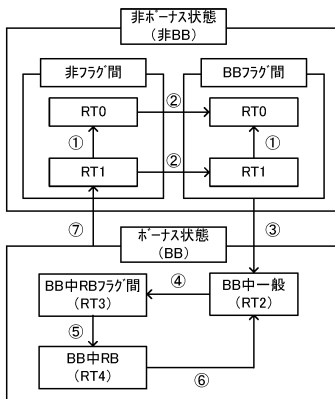 非ボーナス状態
(非BB)
非フラグ間
BBフラグ間
RT0
②
RT0
①
①
RT1
②
RT1
⑦
ボーナス状態
(BB)
③
BB中RBフラグ間
(RT3)
④
BB中一般
(RT2)
⑤
BB中RB
(RT4)
⑥